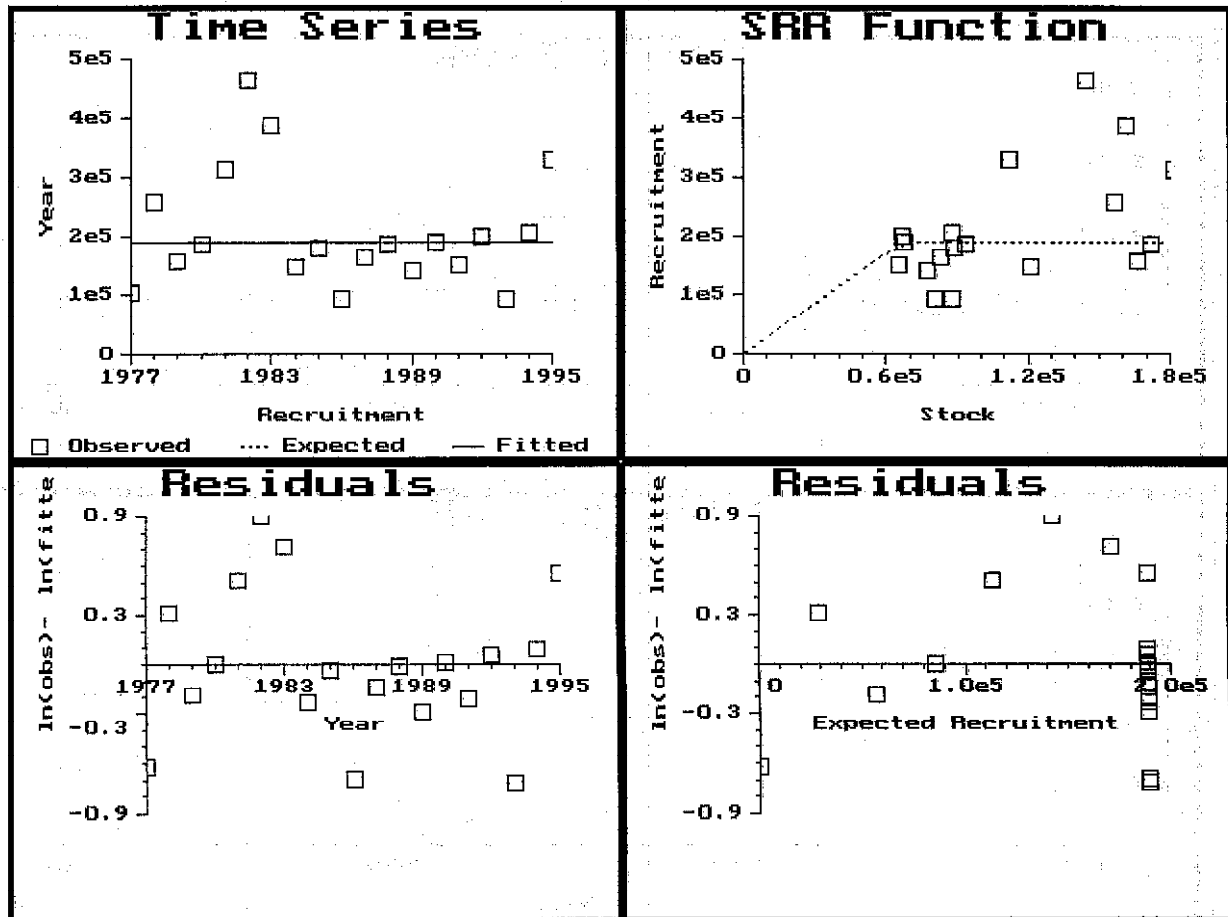 Time Series
5e5
4e5
3e5
2e5
1e5
0
Year
1977 1983 1989 1995
Recruitment
Observed Expected Fitted
SRR Function
5e5
4e5
3e5
2e5
1e5
0
Recruitment
0 0.6e5 1.2e5 1.8e5
Stock
Residuals
0.9
0.3
-0.3
-0.9
ln(obs)- ln(fitte
1977 1983 1989 1995
Year
Residuals
0.9
0.3
-0.3
-0.9
ln(obs)- ln(fitte
0 1.0e5 2.0e5
Expected Recruitment